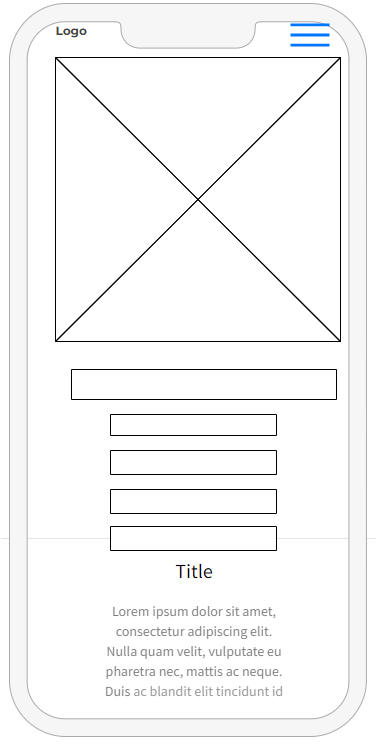 Logo
Title
Lorem ipsum dolor sit amet,
consectetur adipiscing elit.
Nulla quam velit, vulputate eu
pharetra nec, mattis ac neque.
Duis ac blandit elit tincidunt id